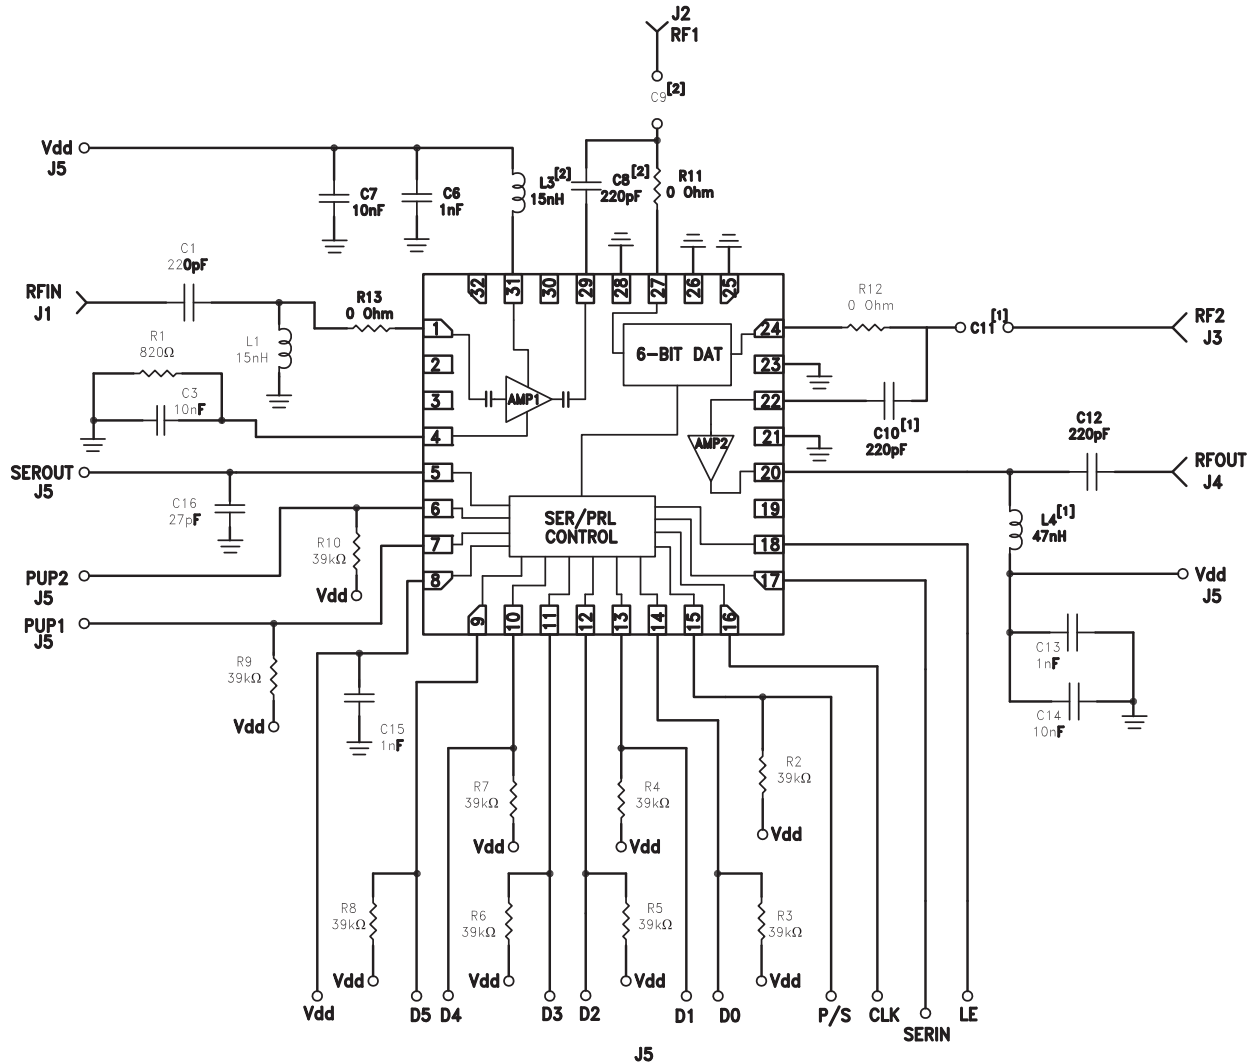 J2
RF1
C9[2]
Vdd
J5
C7
10nF
C6
1nF
L3[2]
15nH
C8[2]
220pF
R11
0 Ohm
C1
220pF
RFIN
J1
R13
0 Ohm
R1
820Ω
L1
15nH
C3
10nF
32
31
30
29
28
27
26
25
1
2
3
4
5
6
7
8
AMP1
6-BIT DAT
AMP2
SER/PRL
CONTROL
24
23
22
21
20
19
18
17
9
10
11
12
13
14
15
16
R12
0 Ohm
C11[1]
RF2
J3
C10[1]
220pF
C12
220pF
RFOUT
J4
L4[1]
47nH
Vdd
J5
C13
1nF
C14
10nF
SEROUT
J5
C16
27pF
R10
39kΩ
Vdd
PUP2
J5
PUP1
J5
R9
39kΩ
Vdd
C15
1nF
R7
39kΩ
Vdd
R4
39kΩ
Vdd
R2
39kΩ
Vdd
R8
39kΩ
Vdd
R6
39kΩ
Vdd
R5
39kΩ
Vdd
R3
39kΩ
Vdd
Vdd
D5
D4
D3
D2
D1
D0
P/S
CLK
SERIN
LE
J5